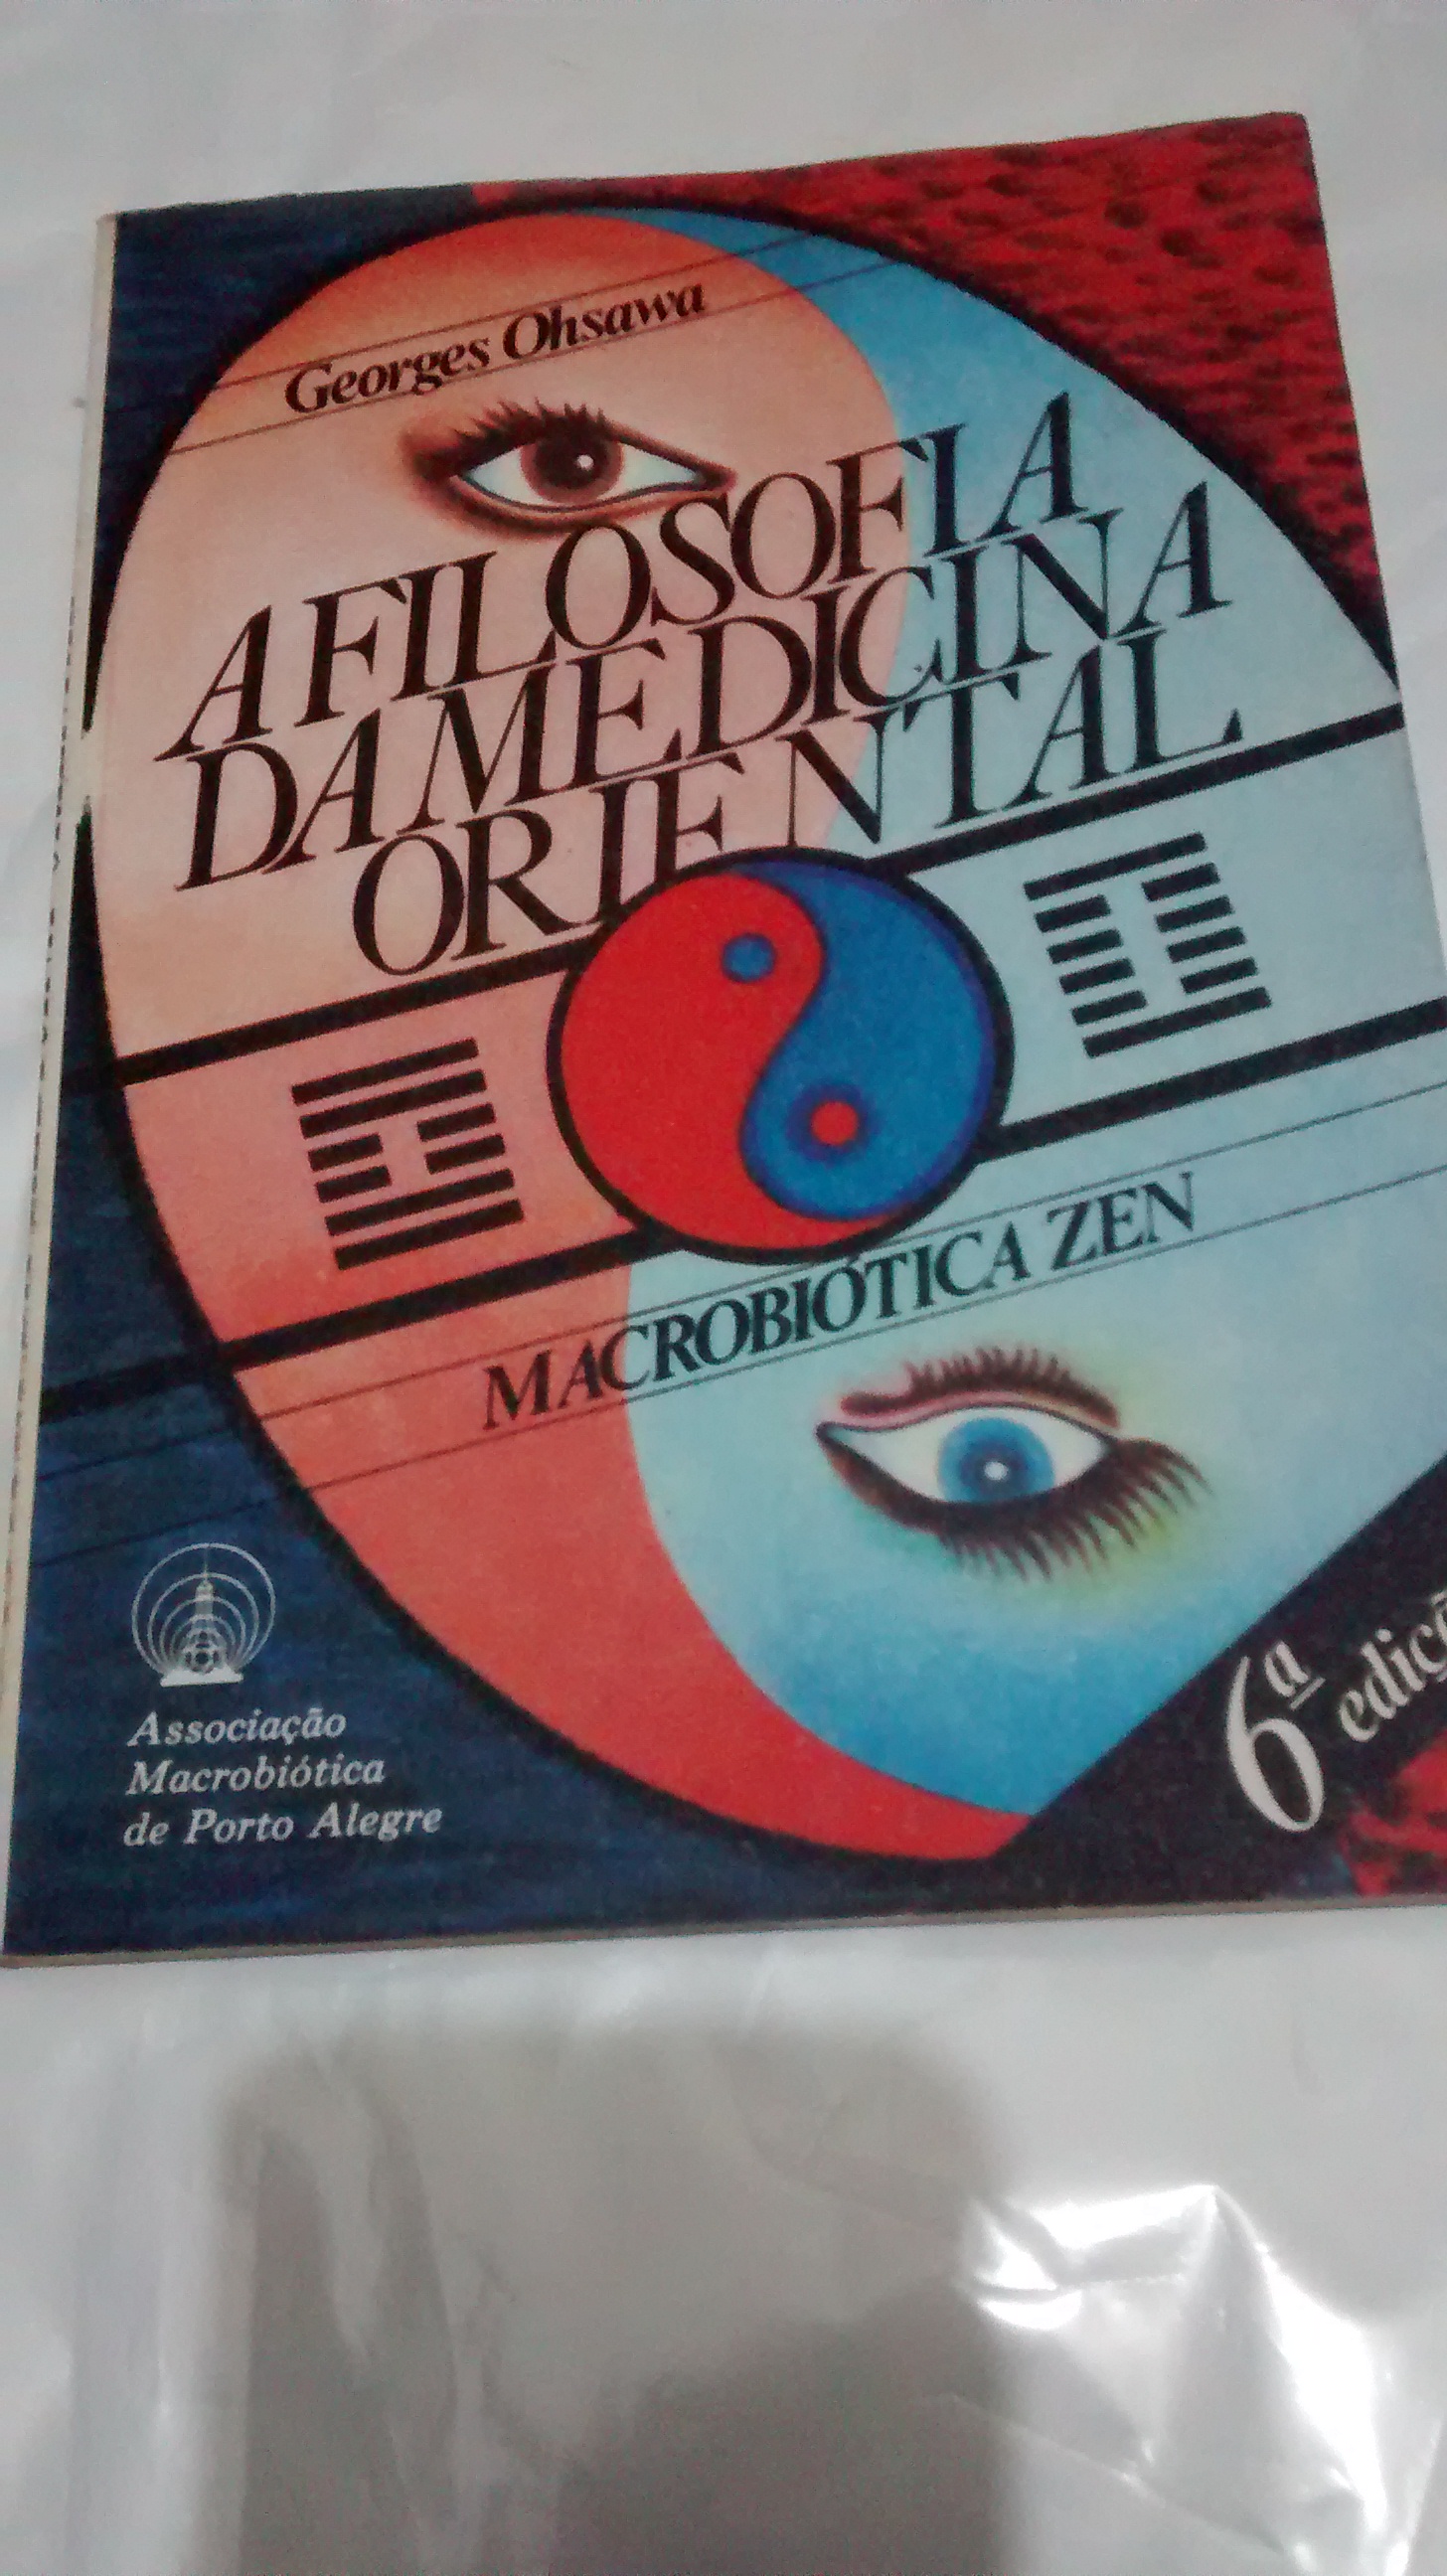 Georges Ohsawa
A FILOSOFIA
DA MEDICINA
ORIENTAL
MACROBIÓTICA ZEN
Associação
Macrobiótica
de Porto Alegre
6ª